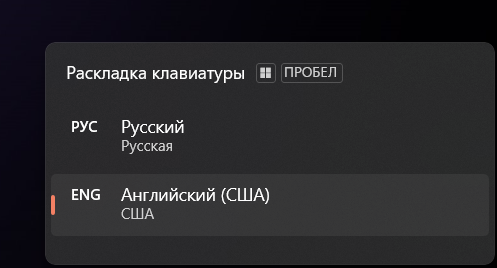 Раскладка клавиатуры ПРОБЕЛ
РУС Русский
Русская
ENG Английский (США)
США